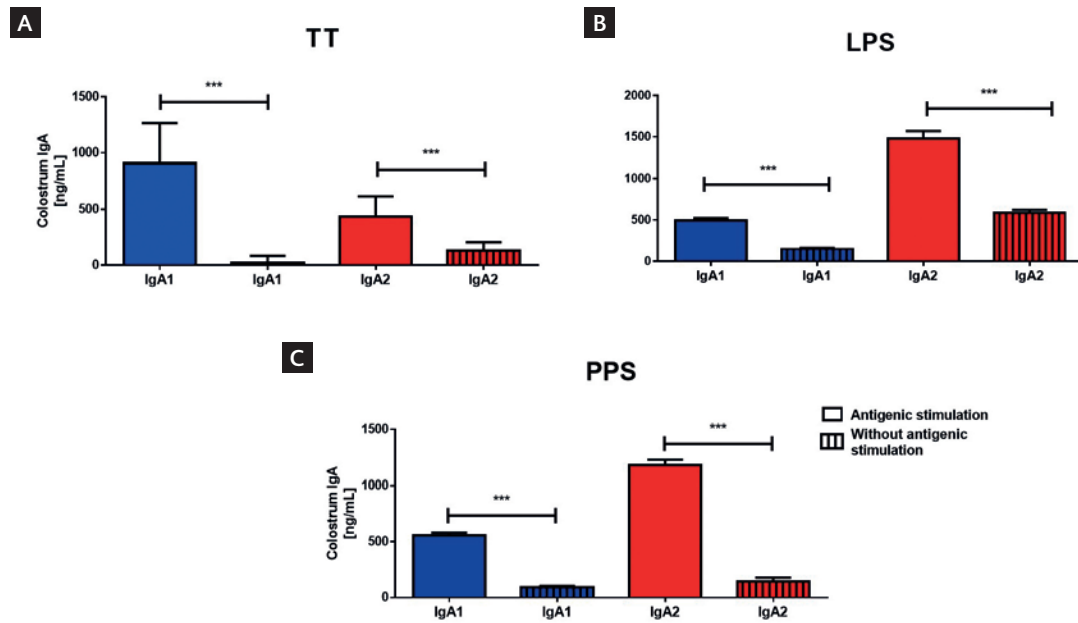 A
TT
Colostrum IgA
[ng/mL]
1500
1000
500
0
***
***
IgA1
IgA1
IgA2
IgA2
B
LPS
2000
1500
1000
500
0
***
***
IgA1
IgA1
IgA2
IgA2
C
PPS
Colostrum IgA
[ng/mL]
1500
1000
500
0
***
***
IgA1
IgA1
IgA2
IgA2
Antigenic stimulation
Without antigenic
stimulation